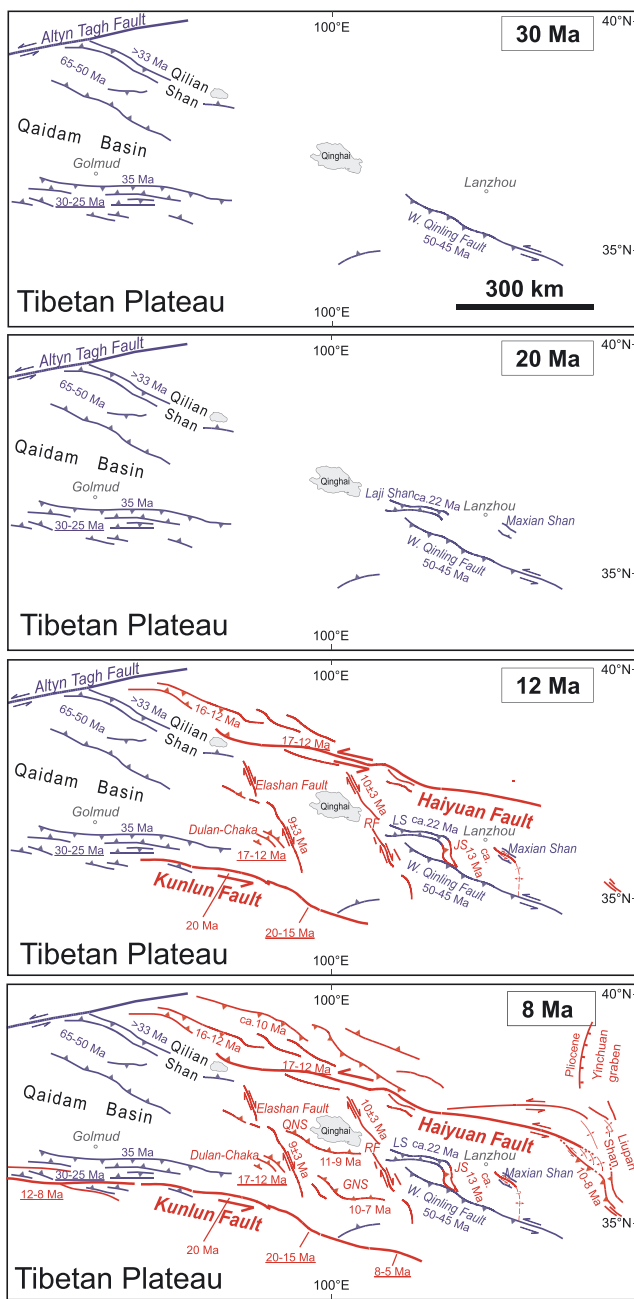 100°E
40°N
Altyn Tagh Fault
30 Ma
>33 Ma
Qilian
Shan
65-50 Ma
Qaidam Basin
Golmud
Qinghai
35 Ma
30-25 Ma
Lanzhou
W. Qinling Fault
50-45 Ma
35°N
300 km
Tibetan Plateau
100°E
100°E
40°N
Altyn Tagh Fault
20 Ma
>33 Ma
Qilian
Shan
65-50 Ma
Qaidam Basin
Golmud
Qinghai
Laji Shan ca.22 Ma
Lanzhou
Maxian Shan
35 Ma
30-25 Ma
W. Qinling Fault
50-45 Ma
35°N
Tibetan Plateau
100°E
100°E
40°N
Altyn Tagh Fault
12 Ma
>33 Ma
16-12 Ma
Qilian
Shan
65-50 Ma
17-12 Ma
Qaidam Basin
Elashan Fault
10±3 Ma
Haiyuan Fault
Golmud
Qinghai
RF
LS ca.22 Ma
Lanzhou
Dulan-Chaka
9±3 Ma
JS ca.
13 Ma
Maxian Shan
35 Ma
30-25 Ma
17-12 Ma
W. Qinling Fault
50-45 Ma
Kunlun Fault
35°N
20 Ma
20-15 Ma
Tibetan Plateau
100°E
100°E
40°N
Altyn Tagh Fault
8 Ma
ca.10 Ma
>33 Ma
16-12 Ma
Qilian
Shan
65-50 Ma
17-12 Ma
Pliocene
Yinchuan
graben
Qaidam Basin
Elashan Fault
10±3 Ma
Haiyuan Fault
QNS
Golmud
Qinghai
RF
LS ca.22 Ma
Lanzhou
Liupan
Shan
10-8 Ma
Dulan-Chaka
9±3 Ma
11-9 Ma
JS ca.
13 Ma
Maxian Shan
35 Ma
30-25 Ma
17-12 Ma
GNS
12-8 Ma
10-7 Ma
W. Qinling Fault
50-45 Ma
Kunlun Fault
35°N
20 Ma
20-15 Ma
8-5 Ma
Tibetan Plateau
100°E